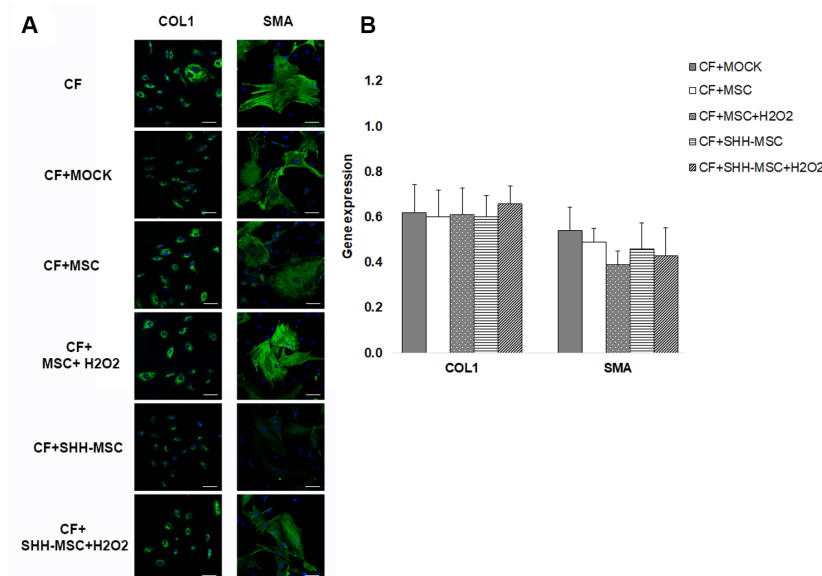 A
COL1
SMA
CF
CF+MOCK
CF+MSC
CF+
MSC+ H2O2
CF+SHH-MSC
CF+
SHH-MSC+H2O2
B
Gene expression
1.2
1.0
0.8
0.6
0.4
0.2
0.0
COL1
SMA
CF+MOCK
CF+MSC
CF+MSC+H2O2
CF+SHH-MSC
CF+SHH-MSC+H2O2